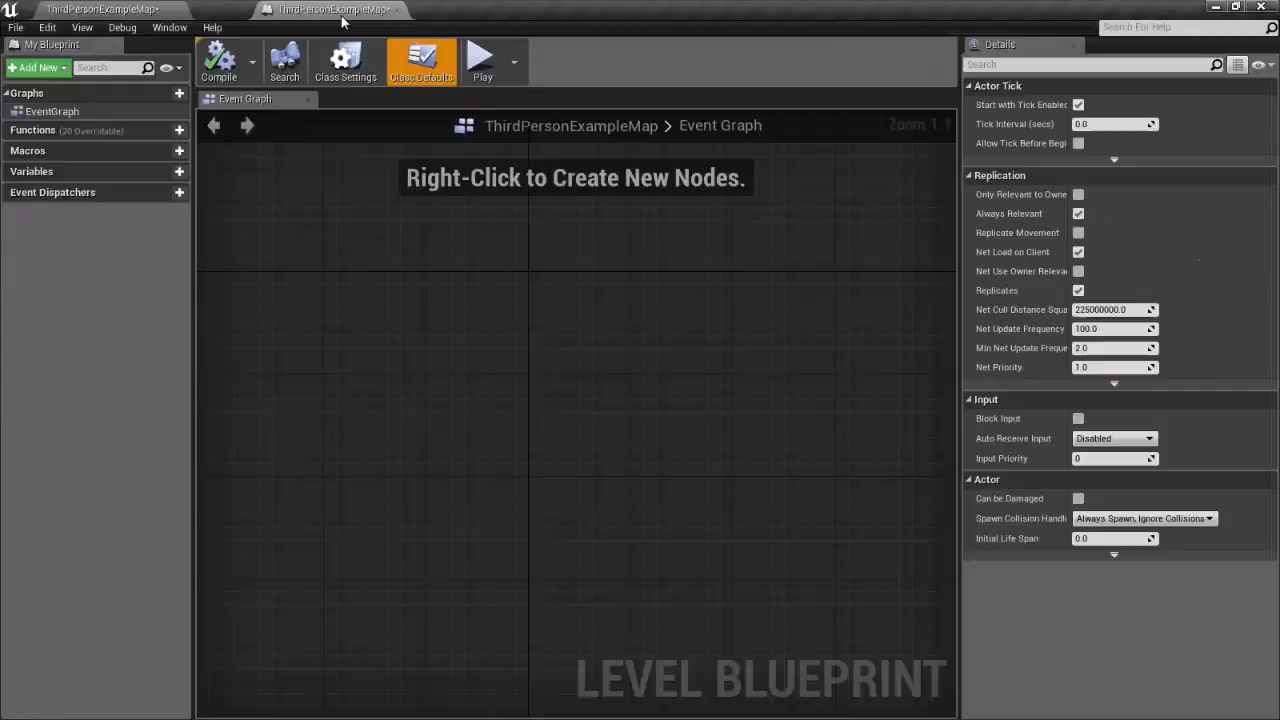 ThirdPersonExampleMap*
ThirdPersonExampleMap*
File Edit View Debug Window Help
Search For Help
My Blueprint
Add New
Search
Graphs
EventGraph
Functions (20 Overridable)
Macros
Variables
Event Dispatchers
Compile
Search
Class Settings
Class Defaults
Play
Event Graph
ThirdPersonExampleMap > Event Graph
Zoom 1:1
Right-Click to Create New Nodes.
LEVEL BLUEPRINT
Details
Search
Actor Tick
Start with Tick Enabled
Tick Interval (secs) 0.0
Allow Tick Before Begi
Replication
Only Relevant to Owne
Always Relevant
Replicate Movement
Net Load on Client
Net Use Owner Releva
Replicates
Net Cull Distance Squa 225000000.0
Net Update Frequency 100.0
Min Net Update Freque 2.0
Net Priority 1.0
Input
Block Input
Auto Receive Input Disabled
Input Priority 0
Actor
Can be Damaged
Spawn Collision Handli Always Spawn, Ignore Collisions
Initial Life Span 0.0